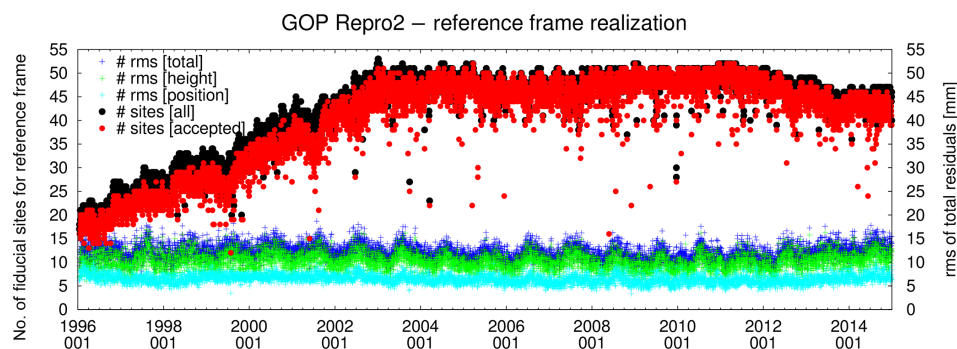 GOP Repro2 – reference frame realization
No. of fiducial sites for reference frame
55
50
45
40
35
30
25
20
15
10
5
0
# rms [total]
# rms [height]
# rms [position]
# sites [all]
# sites [accepted]
55
50
45
40
35
30
25
20
15
10
5
0
rms of total residuals [mm]
1996 1998 2000 2002 2004 2006 2008 2010 2012 2014
001 001 001 001 001 001 001 001 001 001